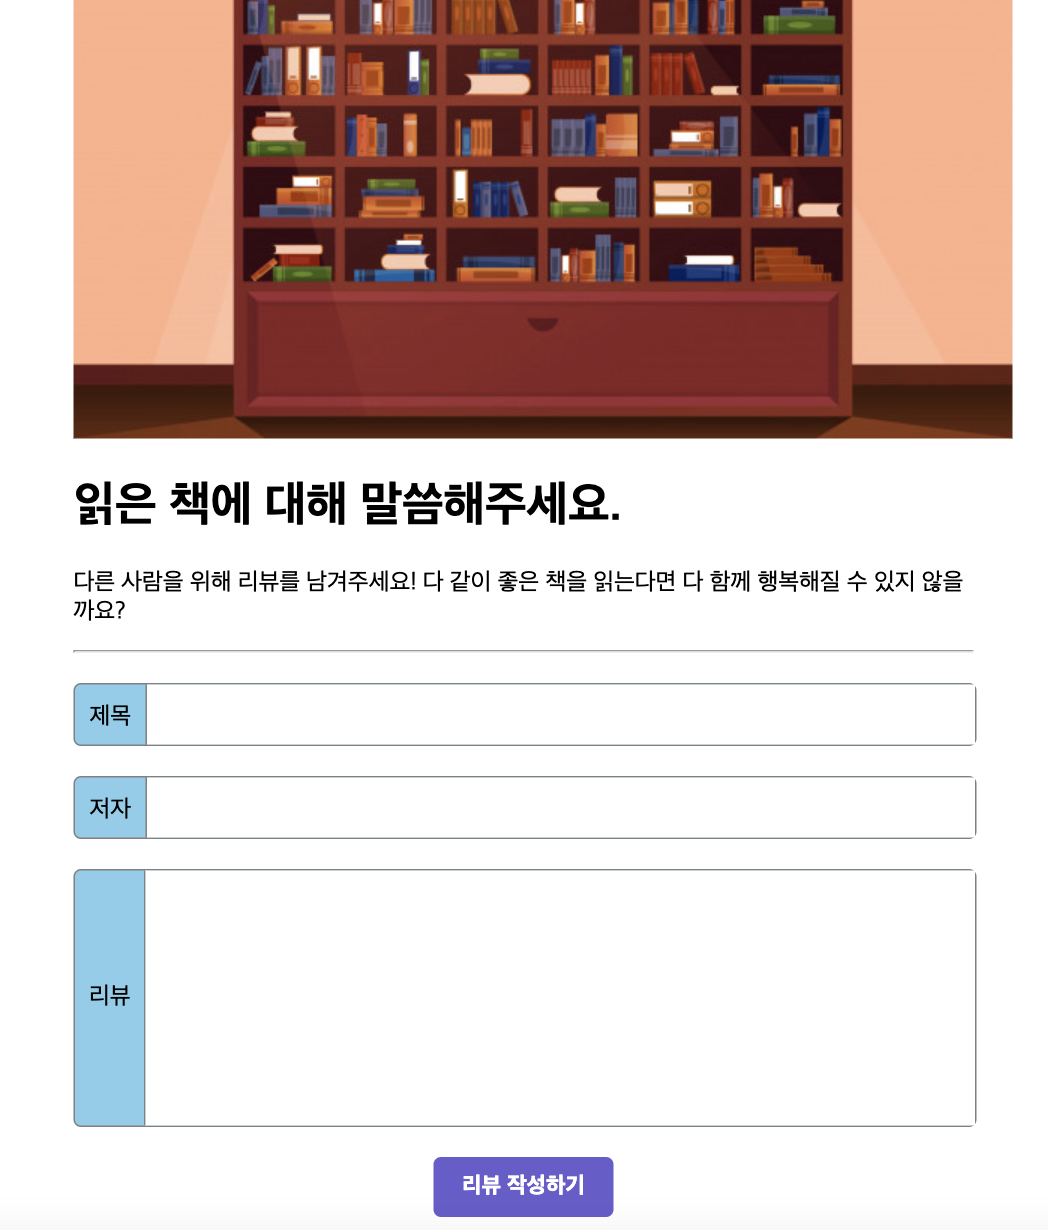 읽은 책에 대해 말씀해주세요.
다른 사람을 위해 리뷰를 남겨주세요! 다 같이 좋은 책을 읽는다면 다 함께 행복해질 수 있지 않을
까요?
제목
저자
리뷰
리뷰 작성하기